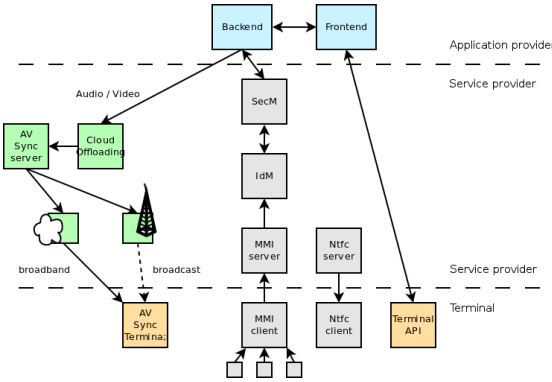 Backend
Frontend
Application provider
Service provider
Audio / Video
SecM
AV
Sync
server
Cloud
Offloading
IdM
MMI
server
Ntfc
server
broadband
broadcast
Service provider
Terminal
AV
Sync
Termina;
MMI
client
Ntfc
client
Terminal
API